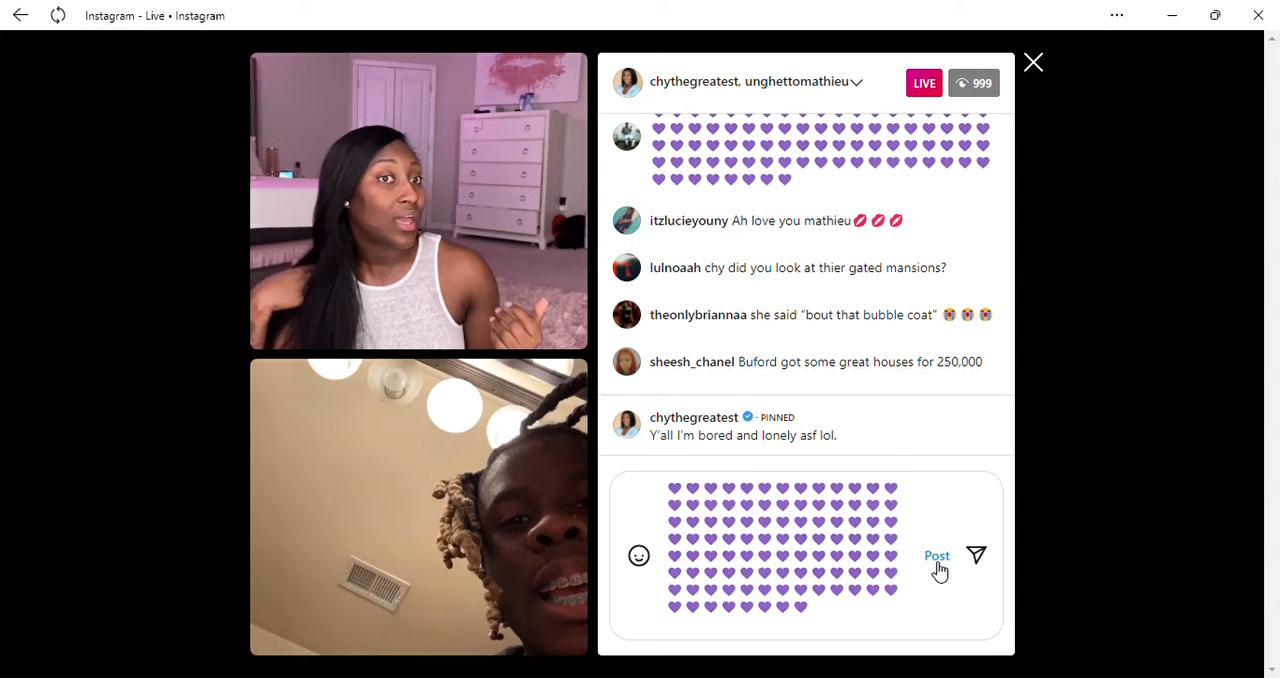 Instagram - Live • Instagram
chythegreatest, unghettomathieu
LIVE
999
itzlucieyouny Ah love you mathieu💋💋💋
lulnoaah chy did you look at thier gated mansions?
theonlybriannaa she said “bout that bubble coat” 😭😭😭
sheesh_chanel Buford got some great houses for 250,000
chythegreatest · PINNED
Y'all I'm bored and lonely asf lol.
Post